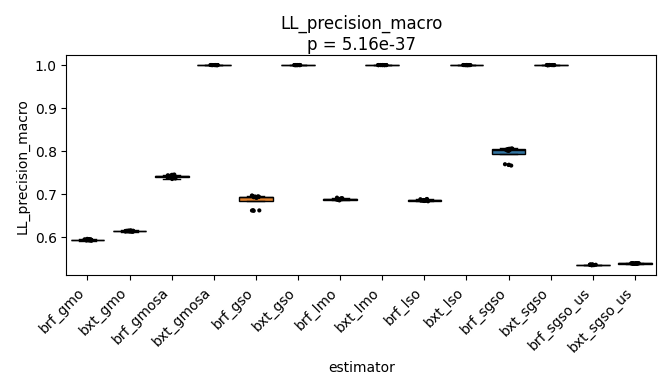 LL_precision_macro
p = 5.16e-37
LL_precision_macro
1.0
0.9
0.8
0.7
0.6
brf_gmo
bxt_gmo
brf_gmosa
bxt_gmosa
brf_gso
bxt_gso
brf_lmo
bxt_lmo
brf_lso
bxt_lso
brf_sgso
bxt_sgso
brf_sgso_us
bxt_sgso_us
estimator